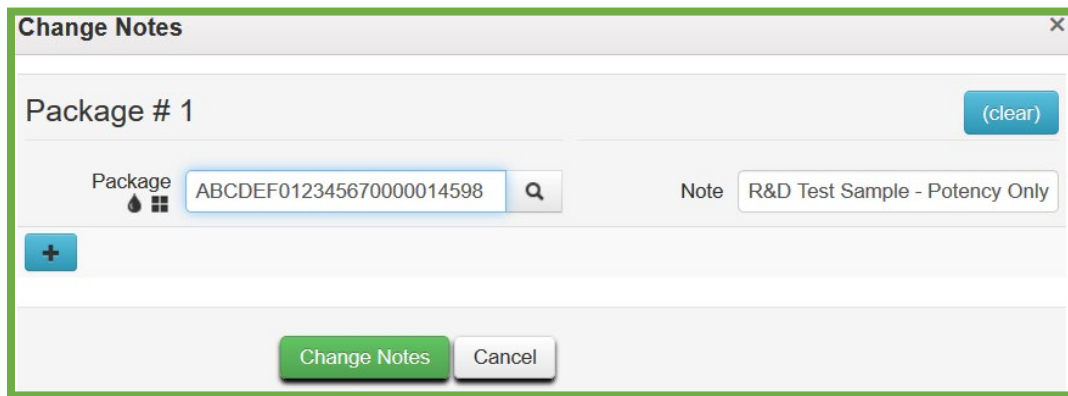 Change Notes
×
Package # 1
(clear)
Package
ABCDEF012345670000014598
Note
R&D Test Sample - Potency Only
+
Change Notes
Cancel